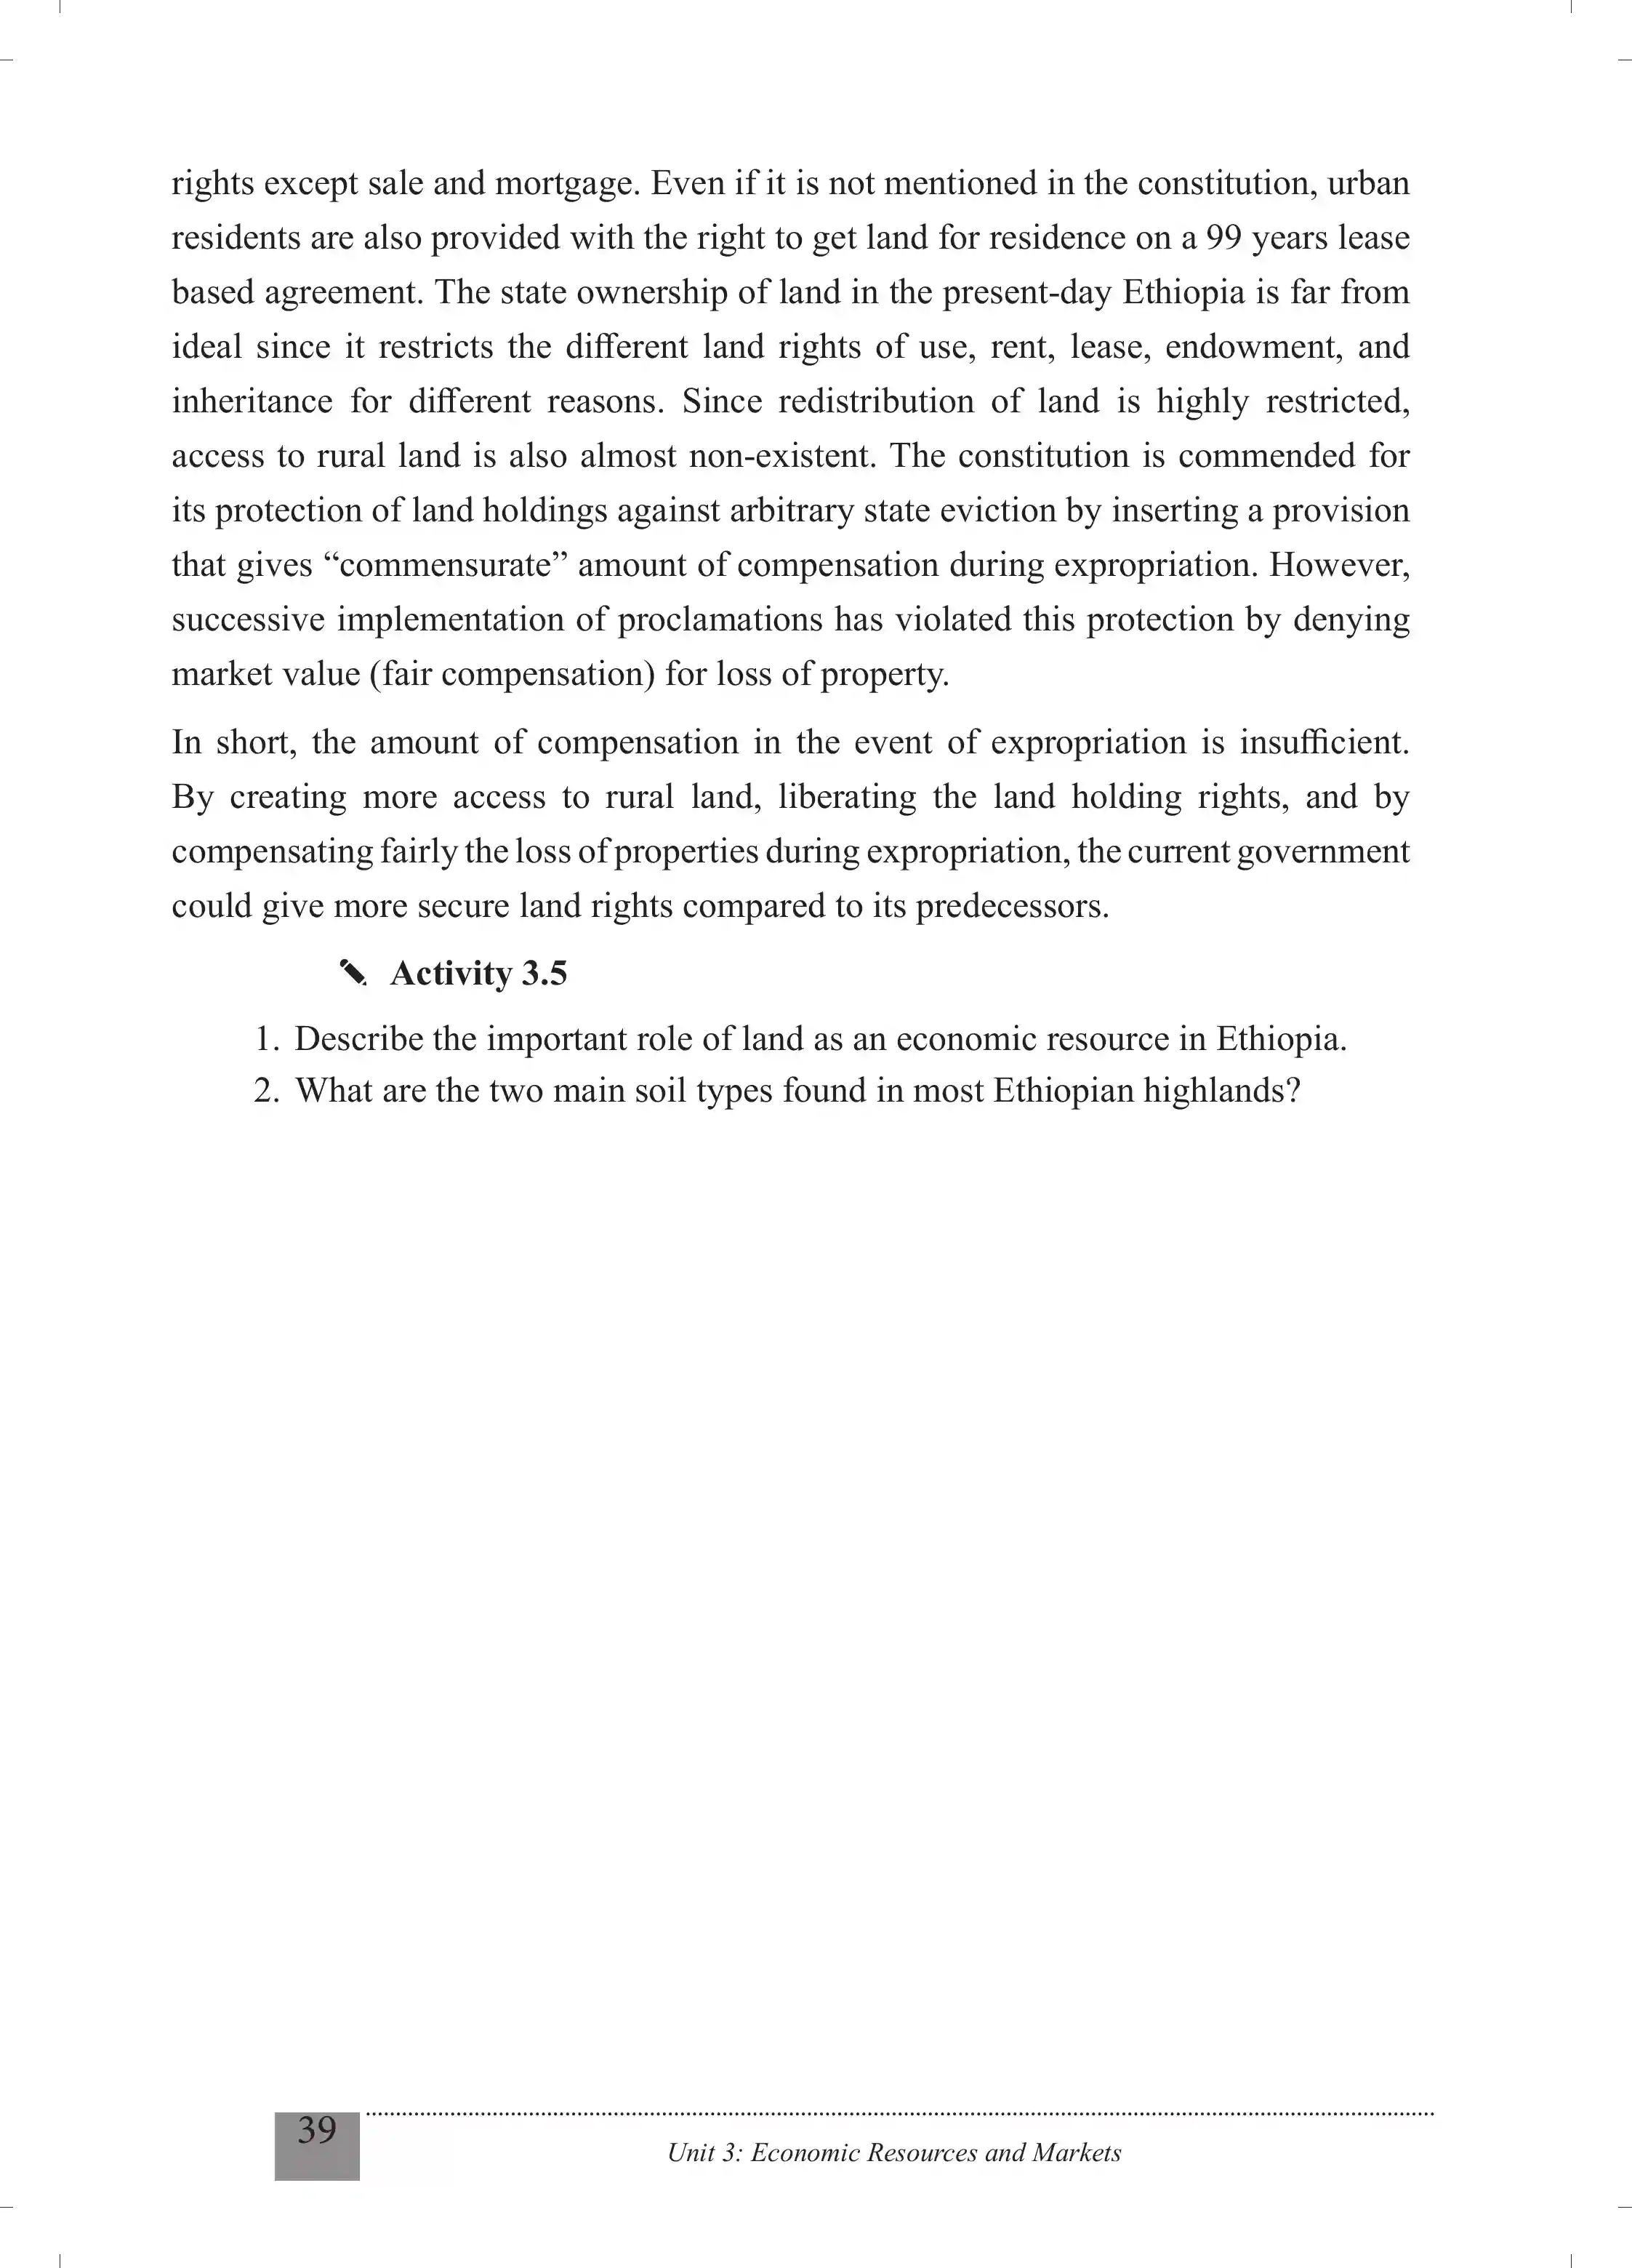 rights except sale and mortgage. Even if it is not mentioned in the constitution, urban
residents are also provided with the right to get land for residence on a 99 years lease
based agreement. The state ownership of land in the present-day Ethiopia is far from
ideal since it restricts the different land rights of use, rent, lease, endowment, and
inheritance for different reasons. Since redistribution of land is highly restricted,
access to rural land is also almost non-existent. The constitution is commended for
its protection of land holdings against arbitrary state eviction by inserting a provision
that gives “commensurate” amount of compensation during expropriation. However,
successive implementation of proclamations has violated this protection by denying
market value (fair compensation) for loss of property.
In short, the amount of compensation in the event of expropriation is insufficient.
By creating more access to rural land, liberating the land holding rights, and by
compensating fairly the loss of properties during expropriation, the current government
could give more secure land rights compared to its predecessors.
Activity 3.5
1. Describe the important role of land as an economic resource in Ethiopia.
2. What are the two main soil types found in most Ethiopian highlands?
39
Unit 3: Economic Resources and Markets